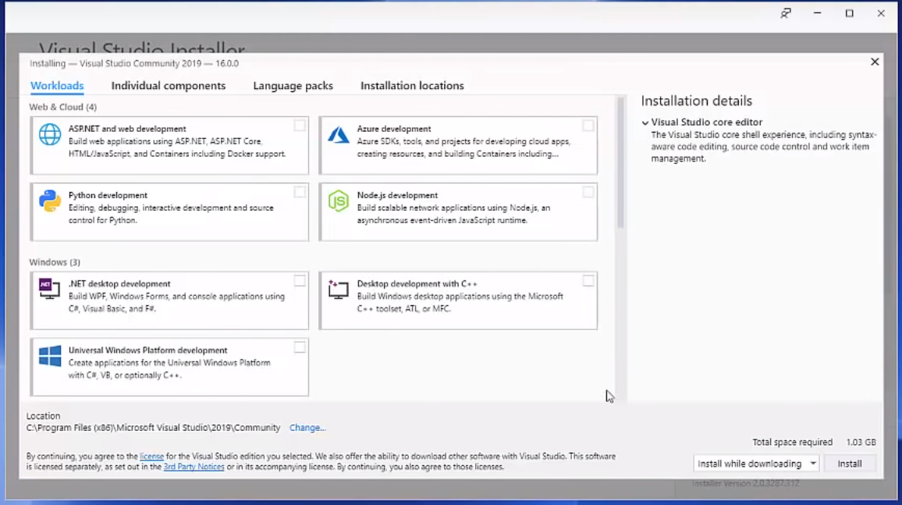 Visual Studio Installer
Installing — Visual Studio Community 2019 — 16.0.0
Workloads
Individual components
Language packs
Installation locations
Web & Cloud (4)
ASP.NET and web development
Build web applications using ASP.NET, ASP.NET Core,
HTML/JavaScript, and Containers including Docker support.
Azure development
Azure SDKs, tools, and projects for developing cloud apps,
creating resources, and building Containers including...
Python development
Editing, debugging, interactive development and source
control for Python.
Node.js development
Build scalable network applications using Node.js, an
asynchronous event-driven JavaScript runtime.
Windows (3)
.NET desktop development
Build WPF, Windows Forms, and console applications using
C#, Visual Basic, and F#.
Desktop development with C++
Build Windows desktop applications using the Microsoft
C++ toolset, ATL, or MFC.
Universal Windows Platform development
Create applications for the Universal Windows Platform
with C#, VB, or optionally C++.
Installation details
Visual Studio core editor
The Visual Studio core shell experience, including syntax-
aware code editing, source code control and work item
management.
Location
C:\Program Files (x86)\Microsoft Visual Studio\2019\Community
Change...
By continuing, you agree to the license for the Visual Studio edition you selected. We also offer the ability to download other software with Visual Studio. This software
is licensed separately, as set out in the 3rd Party Notices or in its accompanying license. By continuing, you also agree to those licenses.
Total space required 1.03 GB
Install while downloading
Install
Installer Version 2.0.3287.317